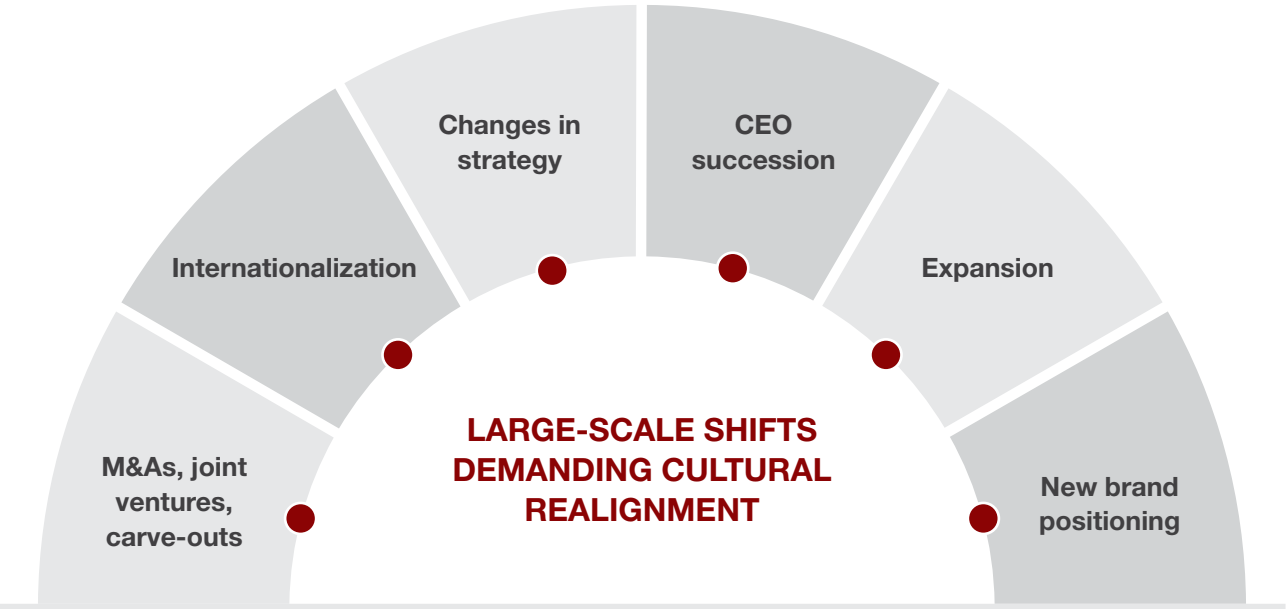 Changes in
strategy
CEO
succession
Internationalization
Expansion
LARGE-SCALE SHIFTS
DEMANDING CULTURAL
REALIGNMENT
M&As, joint
ventures,
carve-outs
New brand
positioning